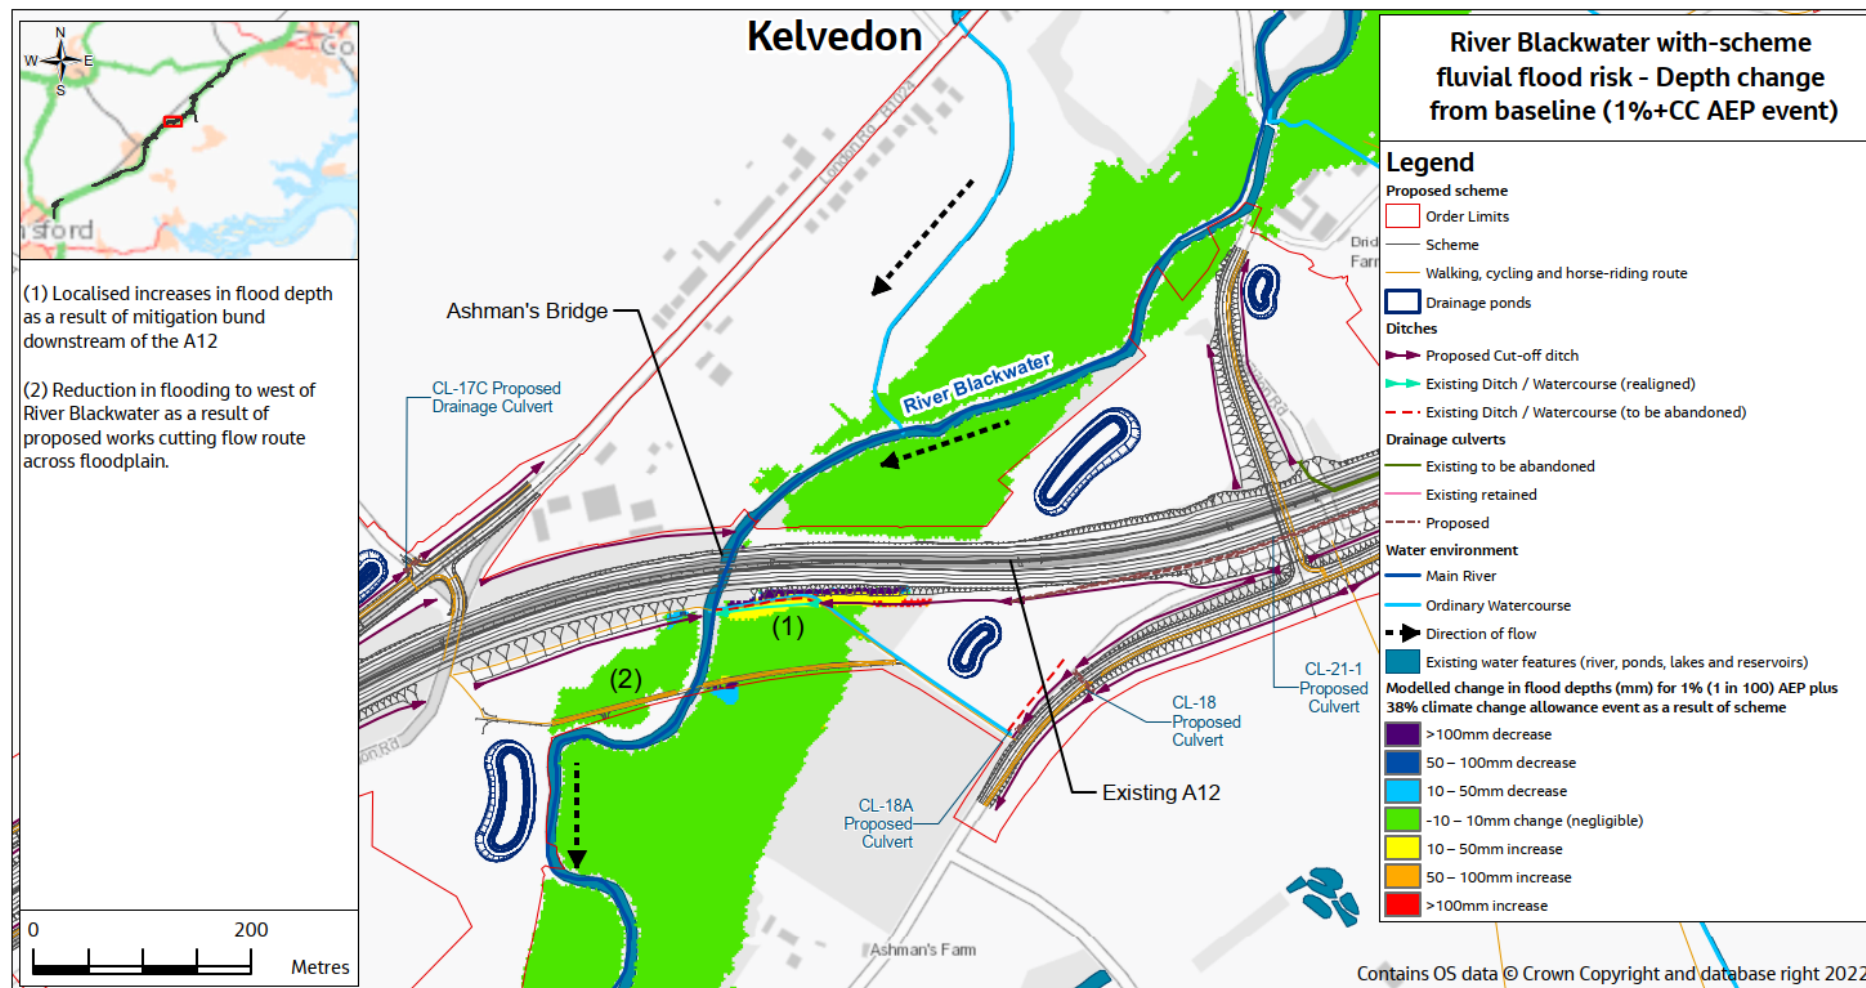 Kelvedon
N
W
E
S
Co
sford
(1) Localised increases in flood depth
as a result of mitigation bund
downstream of the A12
(2) Reduction in flooding to west of
River Blackwater as a result of
proposed works cutting flow route
across floodplain.
0
200
Metres
London Rd
B1024
Ashman's Bridge
CL-17C Proposed
Drainage Culvert
River Blackwater
(1)
(2)
CL-18A
Proposed
Culvert
CL-18
Proposed
Culvert
CL-21-1
Proposed
Culvert
Existing A12
Ashman's Farm
River Blackwater with-scheme
fluvial flood risk - Depth change
from baseline (1%+CC AEP event)
Legend
Proposed scheme
Order Limits
Scheme
Walking, cycling and horse-riding route
Drainage ponds
Ditches
Proposed Cut-off ditch
Existing Ditch / Watercourse (realigned)
Existing Ditch / Watercourse (to be abandoned)
Drainage culverts
Existing to be abandoned
Existing retained
Proposed
Water environment
Main River
Ordinary Watercourse
Direction of flow
Existing water features (river, ponds, lakes and reservoirs)
Modelled change in flood depths (mm) for 1% (1 in 100) AEP plus
38% climate change allowance event as a result of scheme
>100mm decrease
50 – 100mm decrease
10 – 50mm decrease
-10 – 10mm change (negligible)
10 – 50mm increase
50 – 100mm increase
>100mm increase
Contains OS data © Crown Copyright and database right 2022